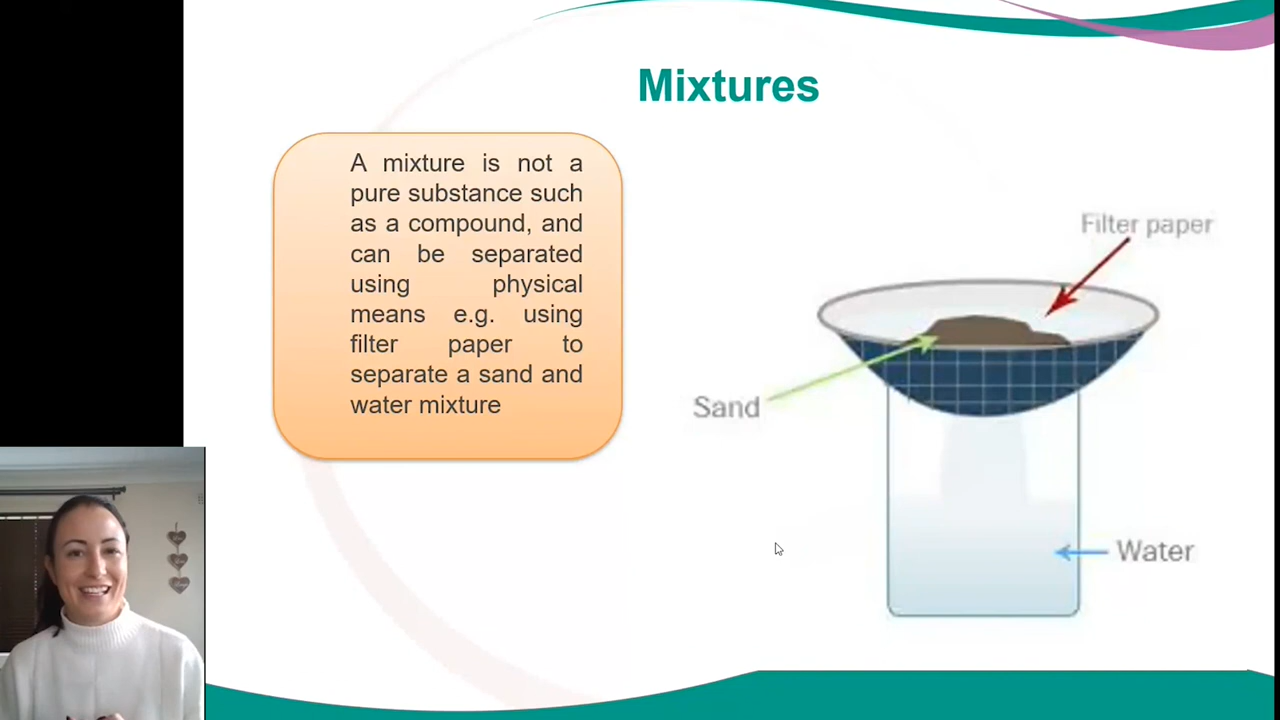 Mixtures
A mixture is not a
pure substance such
as a compound, and
can be separated
using physical
means e.g. using
filter paper to
separate a sand and
water mixture
Filter paper
Sand
Water